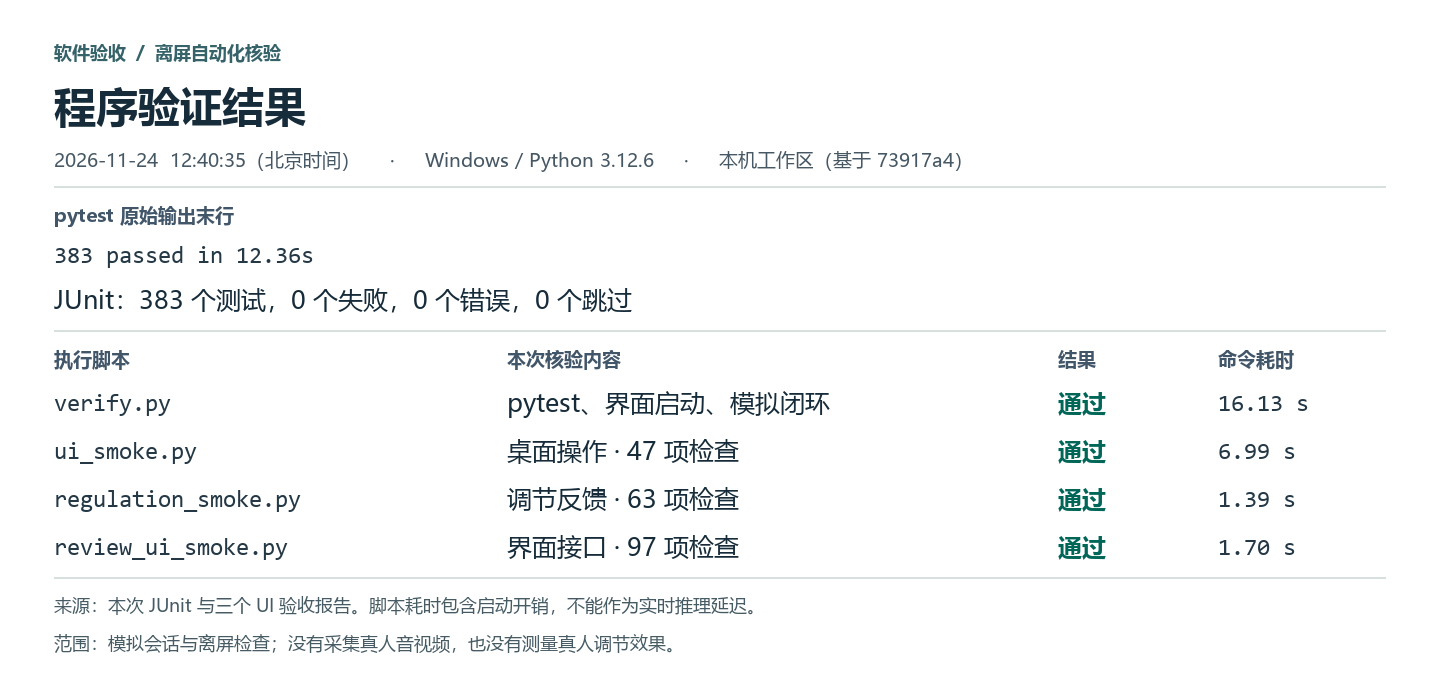 软件验收 / 离屏自动化核验
程序验证结果
2026-11-24 12:40:35（北京时间） · Windows / Python 3.12.6 · 本机工作区（基于 73917a4）
pytest 原始输出末行
383 passed in 12.36s
JUnit：383 个测试，0 个失败，0 个错误，0 个跳过
执行脚本 本次核验内容 结果 命令耗时
verify.py pytest、界面启动、模拟闭环 通过 16.13 s
ui_smoke.py 桌面操作 · 47 项检查 通过 6.99 s
regulation_smoke.py 调节反馈 · 63 项检查 通过 1.39 s
review_ui_smoke.py 界面接口 · 97 项检查 通过 1.70 s
来源：本次 JUnit 与三个 UI 验收报告。脚本耗时包含启动开销，不能作为实时推理延迟。
范围：模拟会话与离屏检查；没有采集真人音视频，也没有测量真人调节效果。